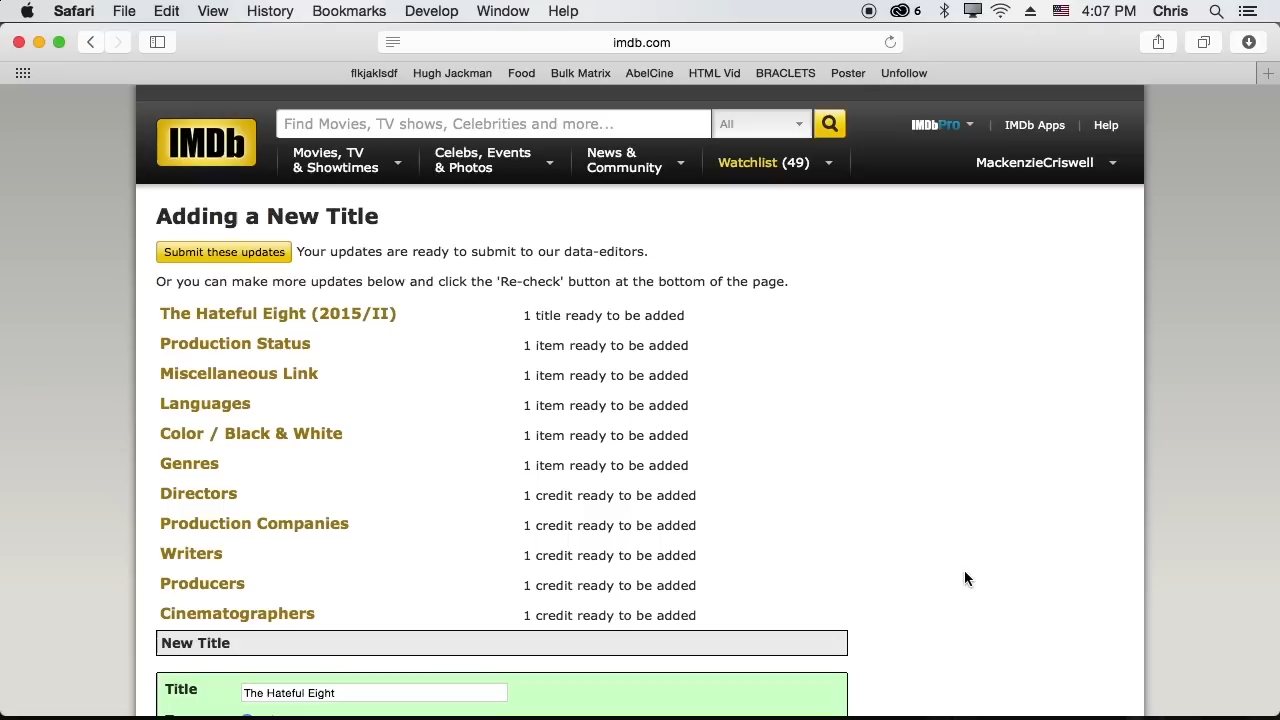 Safari File Edit View History Bookmarks Develop Window Help 6 4:07 PM Chris
imdb.com
flkjaklsdf Hugh Jackman Food Bulk Matrix AbelCine HTML Vid BRACLETS Poster Unfollow
IMDb Find Movies, TV shows, Celebrities and more... All IMDbPro | IMDb Apps | Help
Movies, TV & Showtimes Celeb​s, Events & Photos News & Community Watchlist (49) MackenzieCriswell
Adding a New Title
Submit these updates Your updates are ready to submit to our data-editors.
Or you can make more updates below and click the 'Re-check' button at the bottom of the page.
The Hateful Eight (2015/II) 1 title ready to be added
Production Status 1 item ready to be added
Miscellaneous Link 1 item ready to be added
Languages 1 item ready to be added
Color / Black & White 1 item ready to be added
Genres 1 item ready to be added
Directors 1 credit ready to be added
Production Companies 1 credit ready to be added
Writers 1 credit ready to be added
Producers 1 credit ready to be added
Cinematographers 1 credit ready to be added
New Title
Title The Hateful Eight